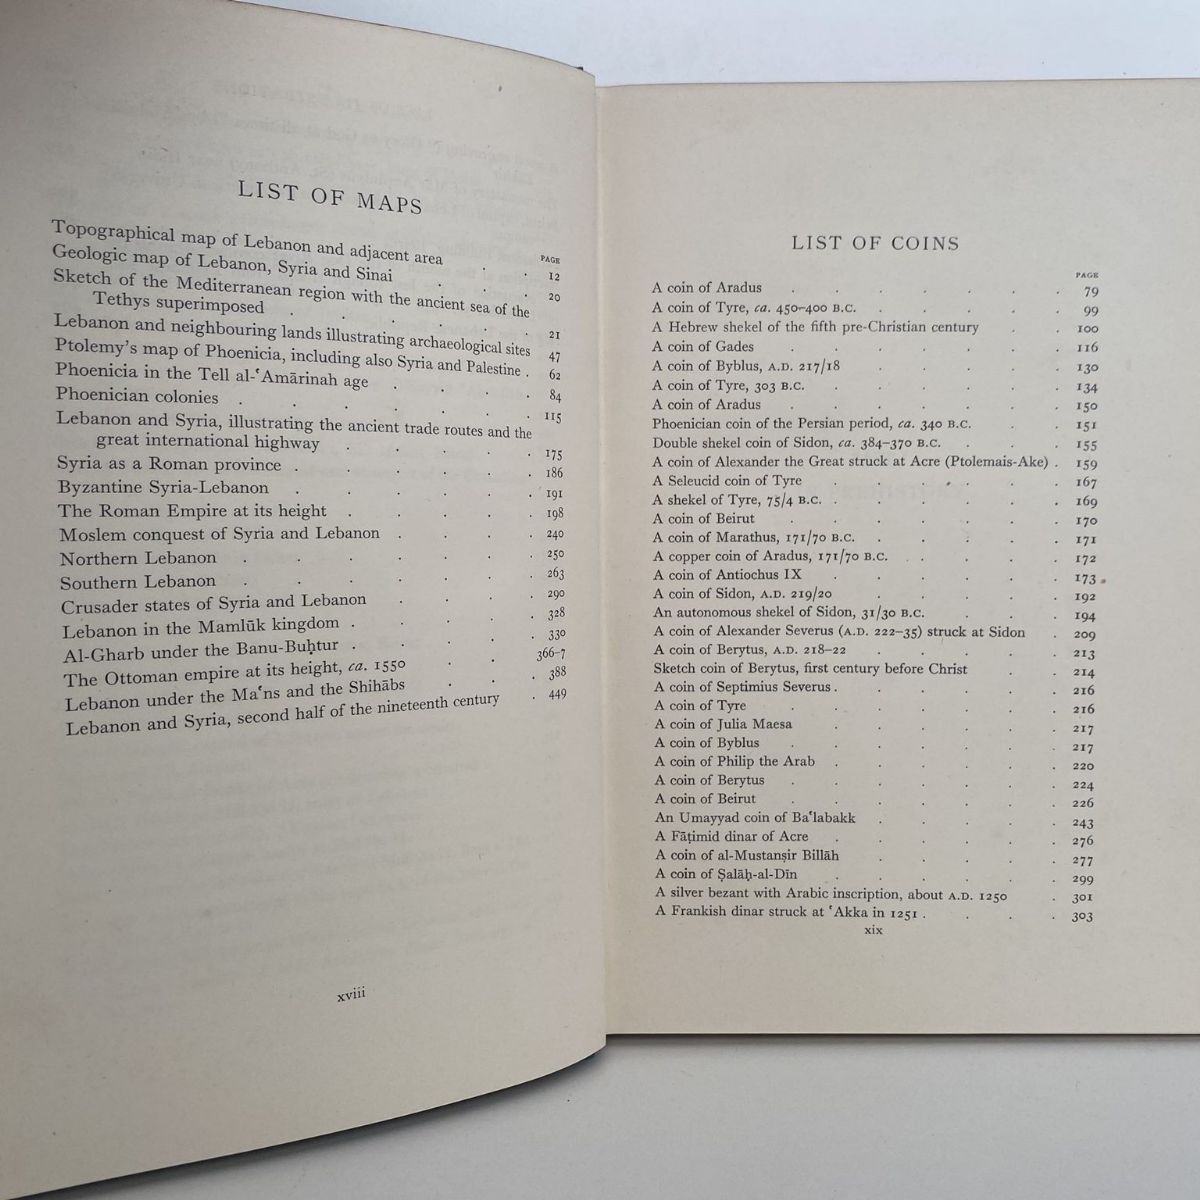 LIST OF MAPS
PAGE
Topographical map of Lebanon and adjacent area . . 12
Geologic map of Lebanon, Syria and Sinai . . . 20
Sketch of the Mediterranean region with the ancient sea of the
Tethys superimposed . . . . . . 21
Lebanon and neighbouring lands illustrating archaeological sites 47
Ptolemy's map of Phoenicia, including also Syria and Palestine . 62
Phoenicia in the Tell al-ʿAmārinah age . . . . 84
Phoenician colonies . . . . . . 115
Lebanon and Syria, illustrating the ancient trade routes and the
great international highway . . . . . 175
Syria as a Roman province . . . . . 186
Byzantine Syria-Lebanon . . . . . 191
The Roman Empire at its height . . . . 198
Moslem conquest of Syria and Lebanon . . . 240
Northern Lebanon . . . . . . 250
Southern Lebanon . . . . . . 263
Crusader states of Syria and Lebanon . . . 290
Lebanon in the Mamlūk kingdom . . . . 328
Al-Gharb under the Banu-Buḥtur . . . . 330
The Ottoman empire at its height, ca. 1550 . . 366-7
Lebanon under the Maʿns and the Shihābs . . 388
Lebanon and Syria, second half of the nineteenth century . 449
xviii
LIST OF COINS
PAGE
A coin of Aradus . . . . . . . 79
A coin of Tyre, ca. 450–400 B.C. . . . . . 99
A Hebrew shekel of the fifth pre-Christian century . . 100
A coin of Gades . . . . . . . 116
A coin of Byblus, A.D. 217/18 . . . . . 130
A coin of Tyre, 303 B.C. . . . . . 134
A coin of Aradus . . . . . . . 150
Phoenician coin of the Persian period, ca. 340 B.C. . . 151
Double shekel coin of Sidon, ca. 384–370 B.C. . . . 155
A coin of Alexander the Great struck at Acre (Ptolemais-Ake) . 159
A Seleucid coin of Tyre . . . . . . 167
A shekel of Tyre, 75/4 B.C. . . . . . 169
A coin of Beirut . . . . . . . 170
A coin of Marathus, 171/70 B.C. . . . . . 171
A copper coin of Aradus, 171/70 B.C. . . . . 172
A coin of Antiochus IX . . . . . . 173
A coin of Sidon, A.D. 219/20 . . . . . 192
An autonomous shekel of Sidon, 31/30 B.C. . . . 194
A coin of Alexander Severus (A.D. 222–35) struck at Sidon . 209
A coin of Berytus, A.D. 218–22 . . . . . 213
Sketch coin of Berytus, first century before Christ . . 214
A coin of Septimius Severus . . . . . 216
A coin of Tyre . . . . . . . 216
A coin of Julia Maesa . . . . . . 217
A coin of Byblus . . . . . . . 217
A coin of Philip the Arab . . . . . . 220
A coin of Berytus . . . . . . . 224
A coin of Beirut . . . . . . . 226
An Umayyad coin of Baʿlabakk . . . . . 243
A Fāṭimid dinar of Acre . . . . . . 276
A coin of al-Mustanṣir Billāh . . . . . 277
A coin of Ṣalāḥ-al-Dīn . . . . . . 299
A silver bezant with Arabic inscription, about A.D. 1250 . 301
A Frankish dinar struck at ʿAkka in 1251 . . . . 303
xix